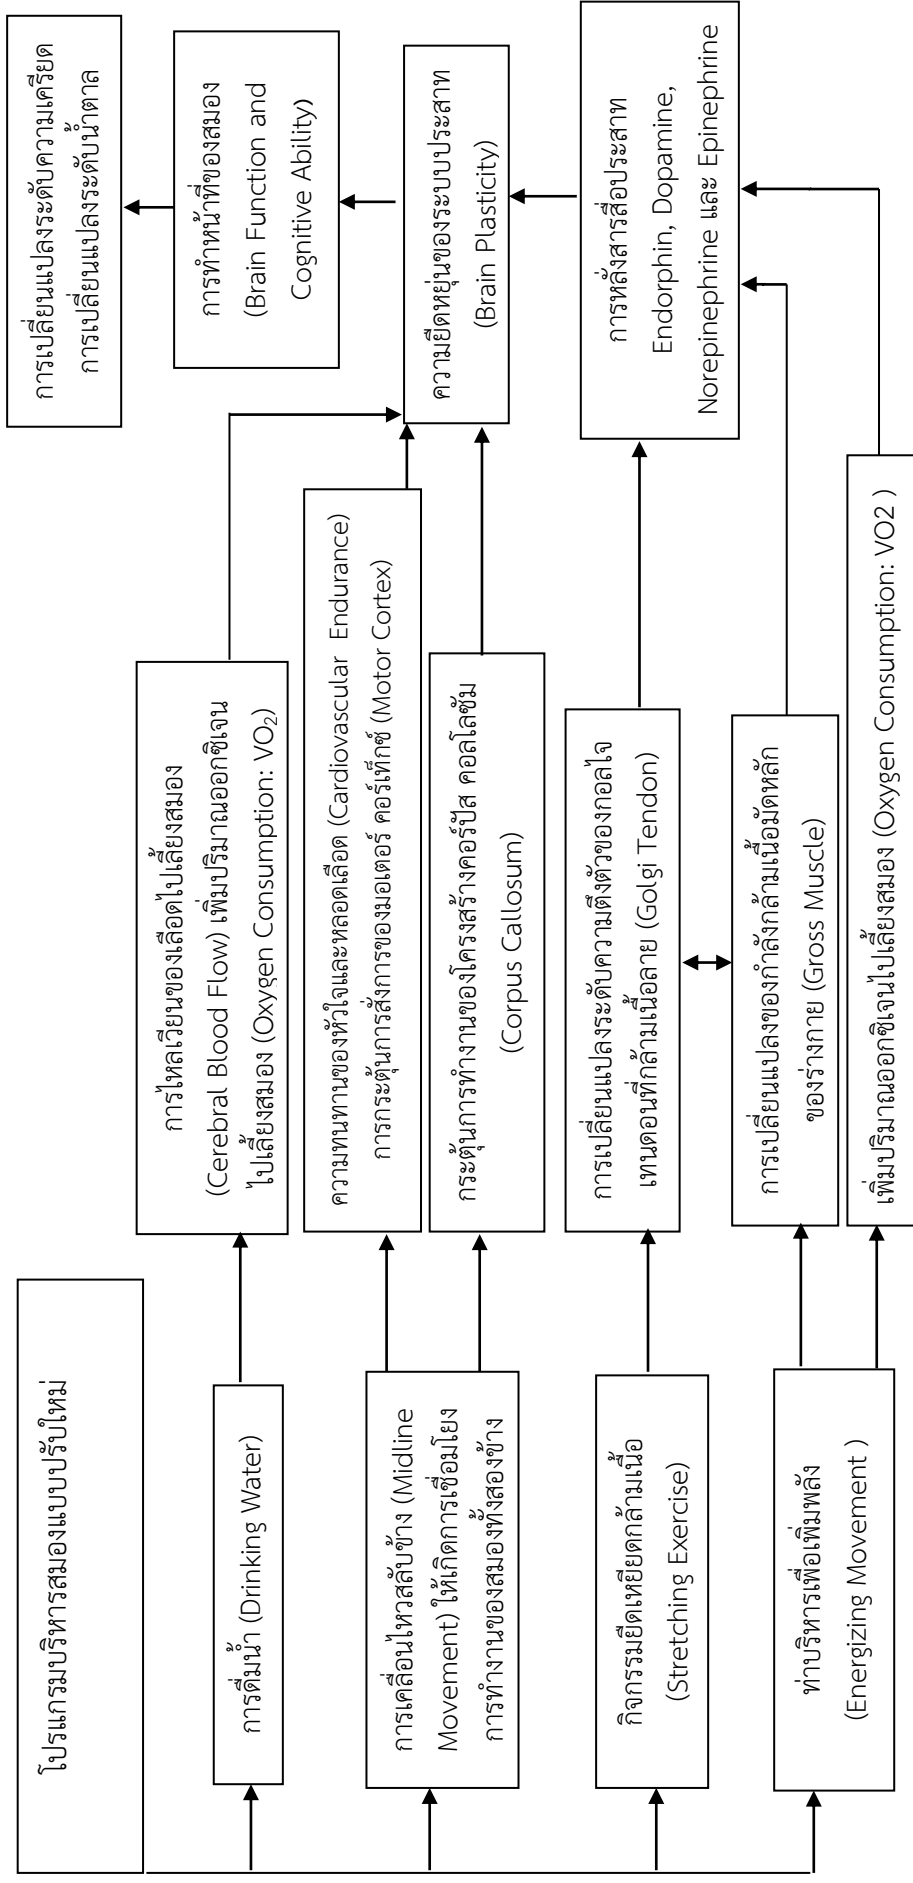 โปรแกรมบริหารสมองแบบปรับใหม่
การดื่มน้ำ (Drinking Water)
การเคลื่อนไหวสลับข้าง (Midline
Movement) ให้เกิดการเชื่อมโยง
การทำงานของสมองทั้งสองข้าง
กิจกรรมยืดเหยียดกล้ามเนื้อ
(Stretching Exercise)
ท่าบริหารเพื่อเพิ่มพลัง
(Energizing Movement )
การไหลเวียนของเลือดไปเลี้ยงสมอง
(Cerebral Blood Flow) เพิ่มปริมาณออกซิเจน
ไปเลี้ยงสมอง (Oxygen Consumption: VO₂)
ความทนทานของหัวใจและหลอดเลือด (Cardiovascular Endurance)
การกระตุ้นการสั่งการของมอเตอร์ คอร์เท็กซ์ (Motor Cortex)
กระตุ้นการทำงานของโครงสร้างคอร์ปัส คอลโลซัม
(Corpus Callosum)
การเปลี่ยนแปลงระดับความตึงตัวของกอลไจ
เทนดอนที่กล้ามเนื้อลาย (Golgi Tendon)
การเปลี่ยนแปลงของกำลังกล้ามเนื้อมัดหลัก
ของร่างกาย (Gross Muscle)
เพิ่มปริมาณออกซิเจนไปเลี้ยงสมอง (Oxygen Consumption: VO2 )
การเปลี่ยนแปลงระดับความเครียด
การเปลี่ยนแปลงระดับน้ำตาล
การทำหน้าที่ของสมอง
(Brain Function and
Cognitive Ability)
ความยืดหยุ่นของระบบประสาท
(Brain Plasticity)
การหลั่งสารสื่อประสาท
Endorphin, Dopamine,
Norepinephrine และ Epinephrine